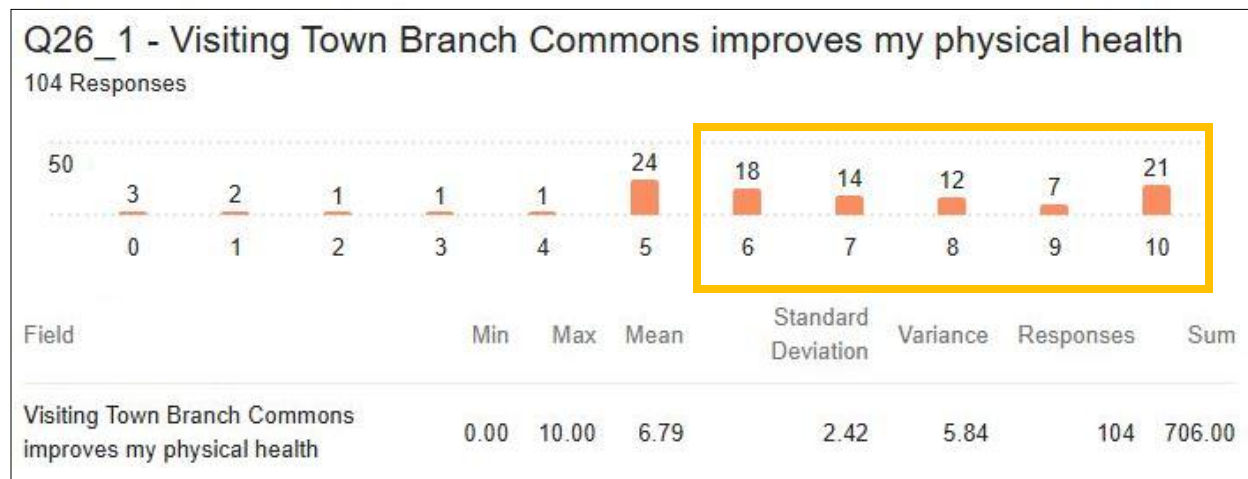 Q26_1 - Visiting Town Branch Commons improves my physical health
104 Responses
50
3 2 1 1 1 24 18 14 12 7 21
0 1 2 3 4 5 6 7 8 9 10
Field Min Max Mean Standard Deviation Variance Responses Sum
Visiting Town Branch Commons
improves my physical health 0.00 10.00 6.79 2.42 5.84 104 706.00